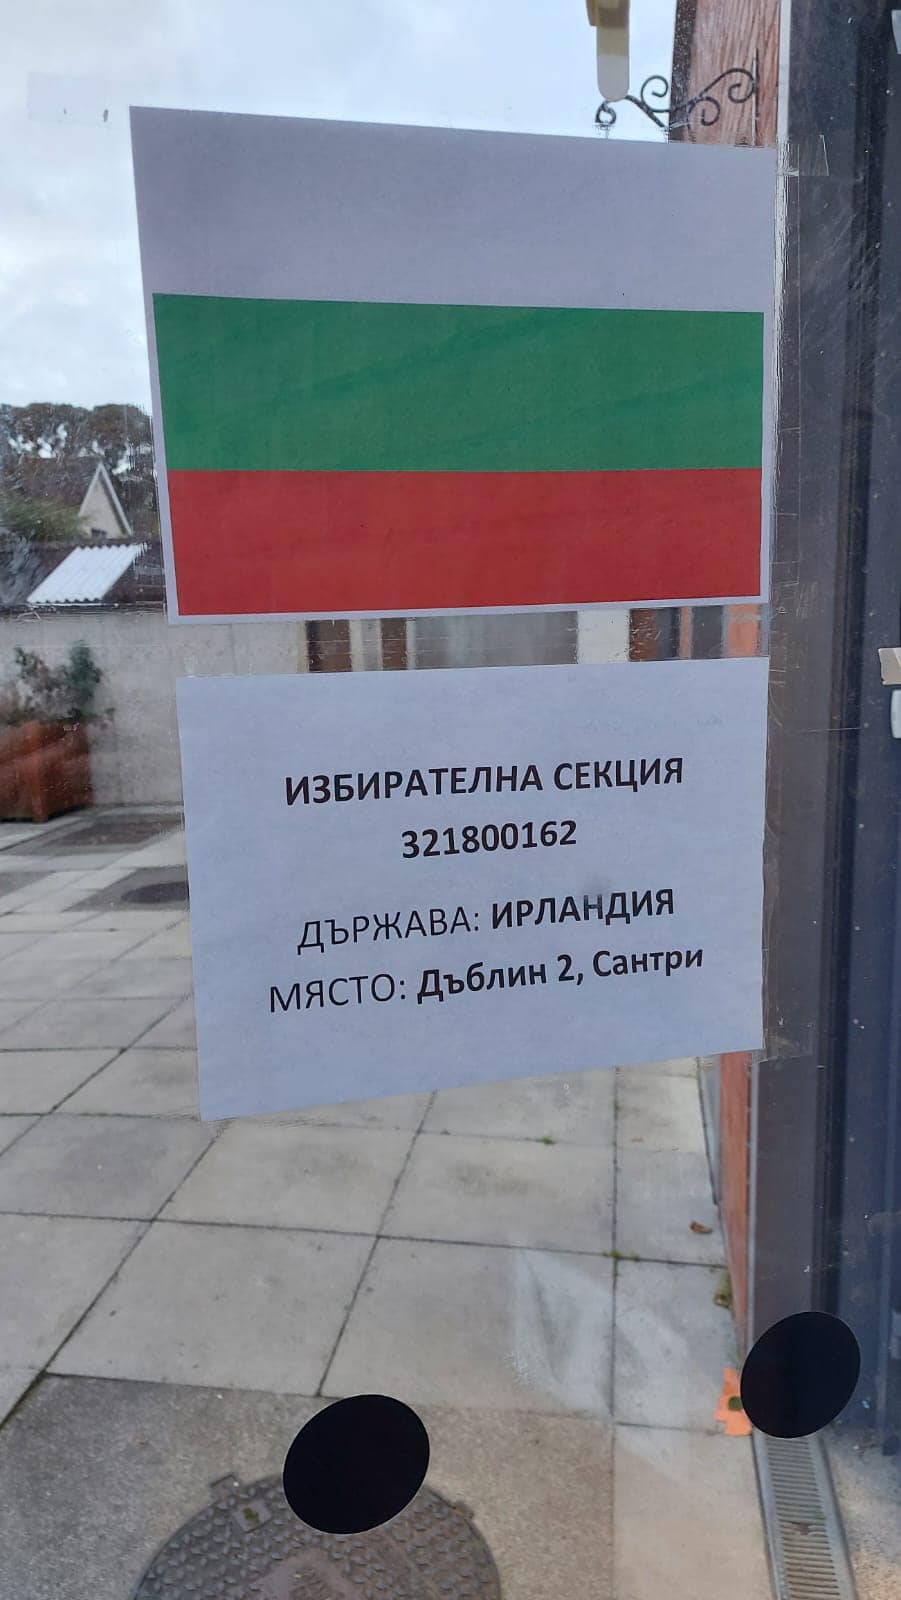 ИЗБИРАТЕЛНА СЕКЦИЯ
321800162
ДЪРЖАВА: ИРЛАНДИЯ
МЯСТО: Дъблин 2, Сантри